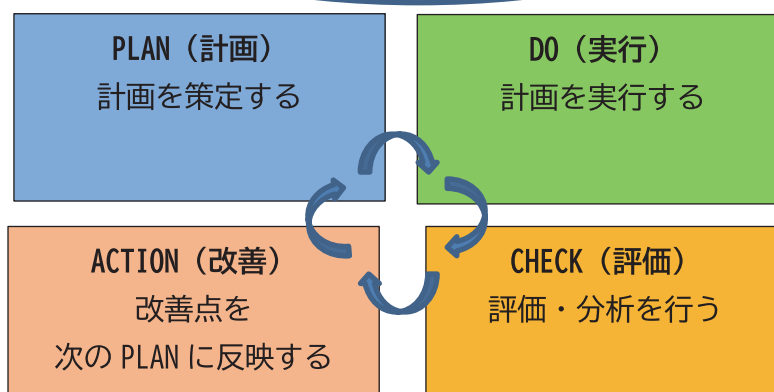 PLAN（計画）
計画を策定する
DO（実行）
計画を実行する
ACTION（改善）
改善点を
次の PLAN に反映する
CHECK（評価）
評価・分析を行う